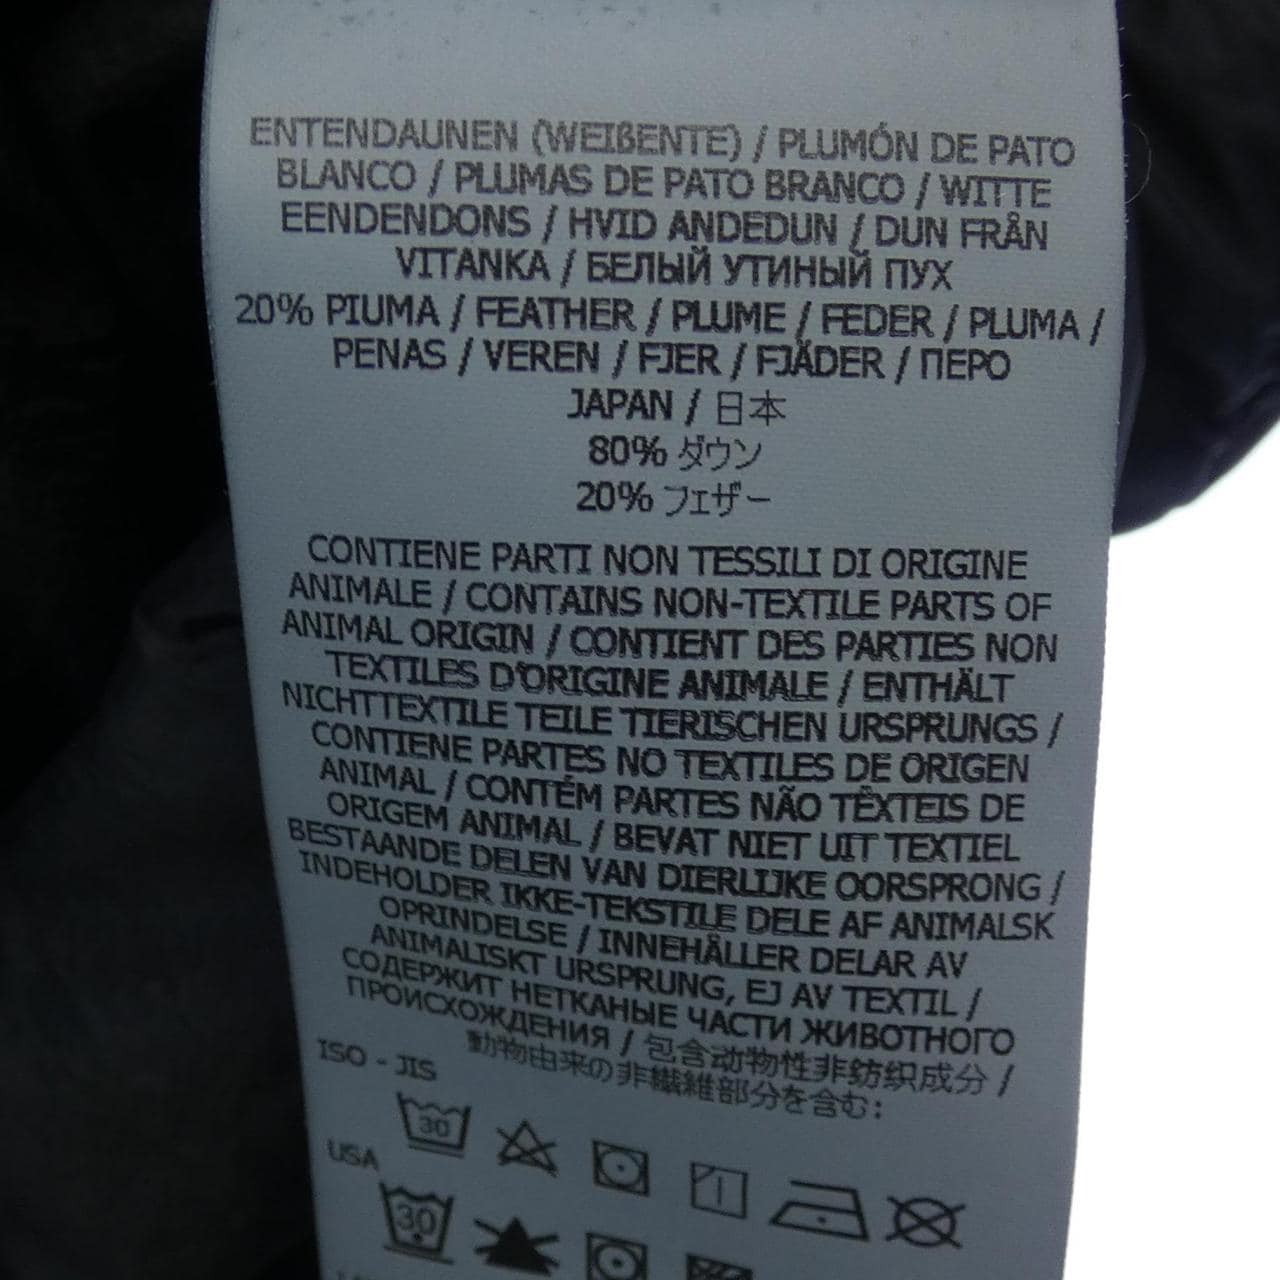 ENTENDAUNEN (WEIßENTE) / PLUMÓN DE PATO
BLANCO / PLUMAS DE PATO BRANCO / WITTE
EENDENDONS / HVID ANDEDUN / DUN FRÅN
VITANKA / БЕЛЫЙ УТИНЫЙ ПУХ
20% PIUMA / FEATHER / PLUME / FEDER / PLUMA /
PENAS / VEREN / FJER / FJÄDER / ПЕРО
JAPAN / 日本
80% ダウン
20% フェザー
CONTIENE PARTI NON TESSILI DI ORIGINE
ANIMALE / CONTAINS NON-TEXTILE PARTS OF
ANIMAL ORIGIN / CONTIENT DES PARTIES NON
TEXTILES D'ORIGINE ANIMALE / ENTHÄLT
NICHTTEXTILE TEILE TIERISCHEN URSPRUNGS /
CONTIENE PARTES NO TEXTILES DE ORIGEN
ANIMAL / CONTÉM PARTES NÃO TÊXTEIS DE
ORIGEM ANIMAL / BEVAT NIET UIT TEXTIEL
BESTAANDE DELEN VAN DIERLIJKE OORSPRONG /
INDEHOLDER IKKE-TEKSTILE DELE AF ANIMALSK
OPRINDELSE / INNEHÄLLER DELAR AV
ANIMALISKT URSPRUNG, EJ AV TEXTIL /
СОДЕРЖИТ НЕТКАНЫЕ ЧАСТИ ЖИВОТНОГО
ПРОИСХОЖДЕНИЯ / 包含动物性非纺织成分 /
動物由来の非繊維部分を含む:
ISO - JIS
30
USA
30